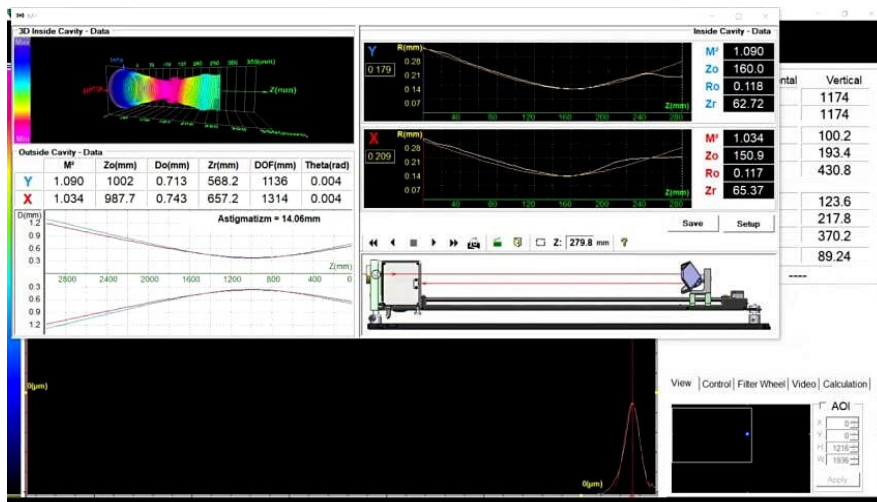 M²
3D Inside Cavity - Data
Inside Cavity - Data
Max
Min
Z(mm)
Y
0.179
R(mm)
0.28
0.21
0.14
0.07
Z(mm)
40 80 120 160 200 240 280
M² 1.090
Zo 160.0
Ro 0.118
Zr 62.72
X
0.209
R(mm)
0.28
0.21
0.14
0.07
Z(mm)
40 80 120 160 200 240 280
M² 1.034
Zo 150.9
Ro 0.117
Zr 65.37
Outside Cavity - Data
M² Zo(mm) Do(mm) Zr(mm) DOF(mm) Theta(rad)
Y 1.090 1002 0.713 568.2 1136 0.004
X 1.034 987.7 0.743 657.2 1314 0.004
D(mm)
Astigmatizm = 14.06mm
1.2
0.9
0.6
0.3
Z(mm)
2800 2400 2000 1600 1200 800 400 0
0.3
0.6
0.9
1.2
Save Setup
Z: 279.8 mm
ntal Vertical
1174
1174
100.2
193.4
430.8
123.6
217.8
370.2
89.24
----
0(µm)
0(µm)
View Control Filter Wheel Video Calculation
AOI
X 0
Y 0
H 1216
W 1936
Apply